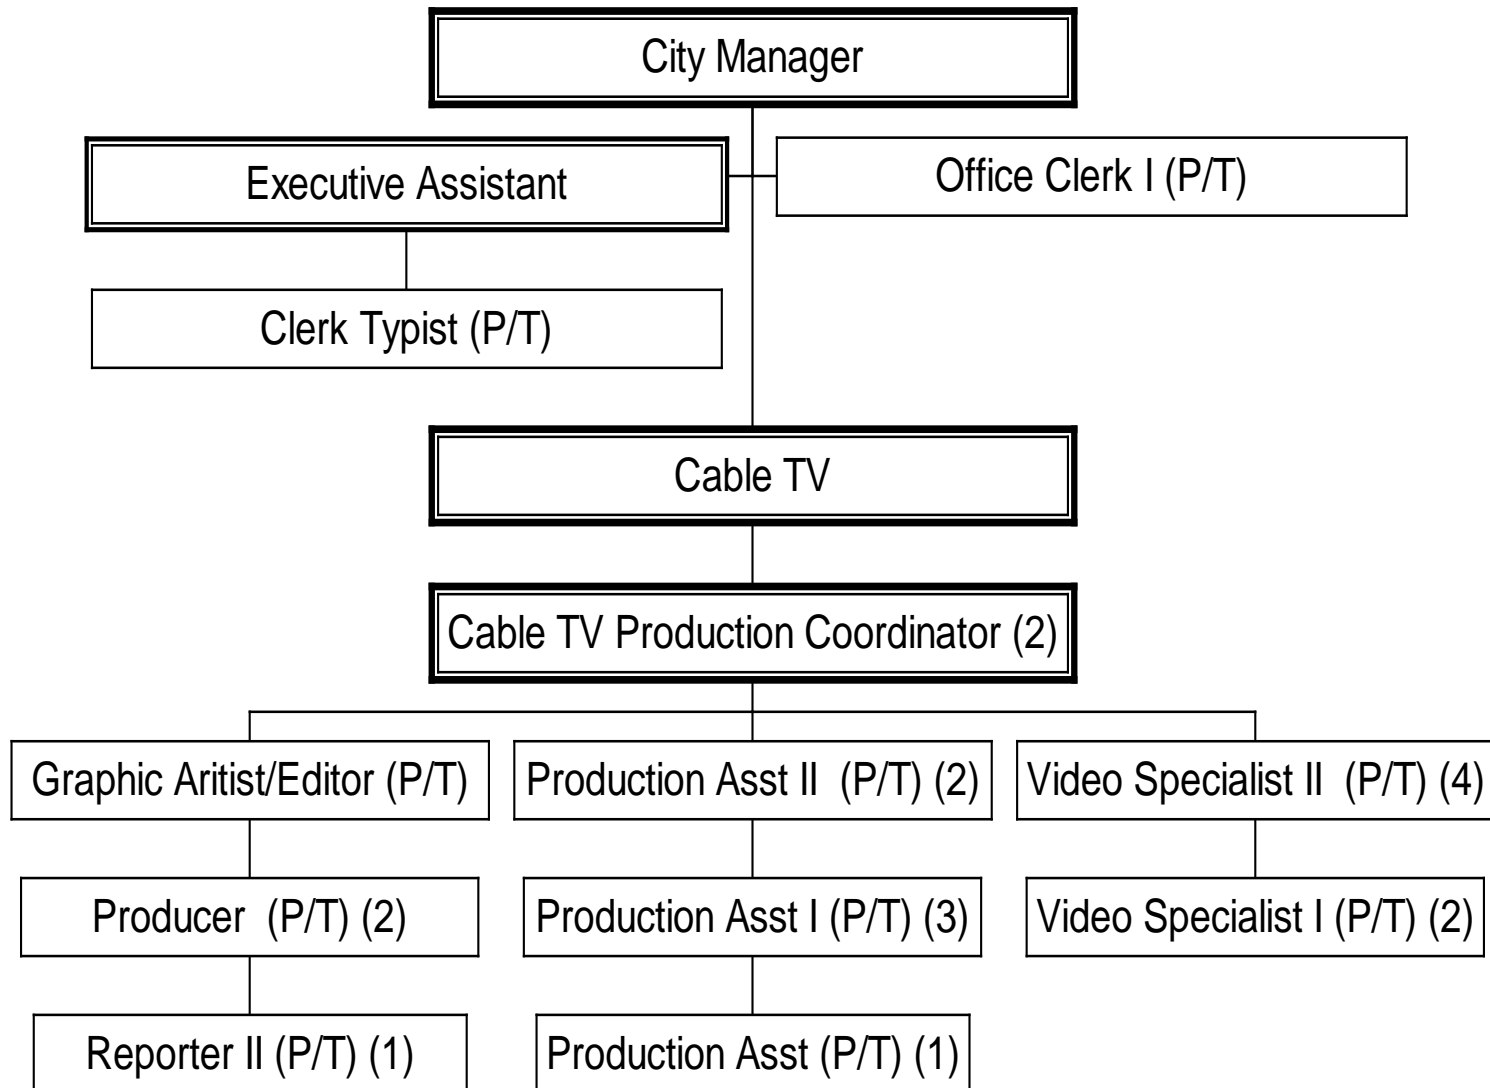 City Manager
Executive Assistant
Office Clerk I (P/T)
Clerk Typist (P/T)
Cable TV
Cable TV Production Coordinator (2)
Graphic Aritist/Editor (P/T)
Production Asst II  (P/T) (2)
Video Specialist II  (P/T) (4)
Producer  (P/T) (2)
Production Asst I (P/T) (3)
Video Specialist I (P/T) (2)
Reporter II (P/T) (1)
Production Asst (P/T) (1)